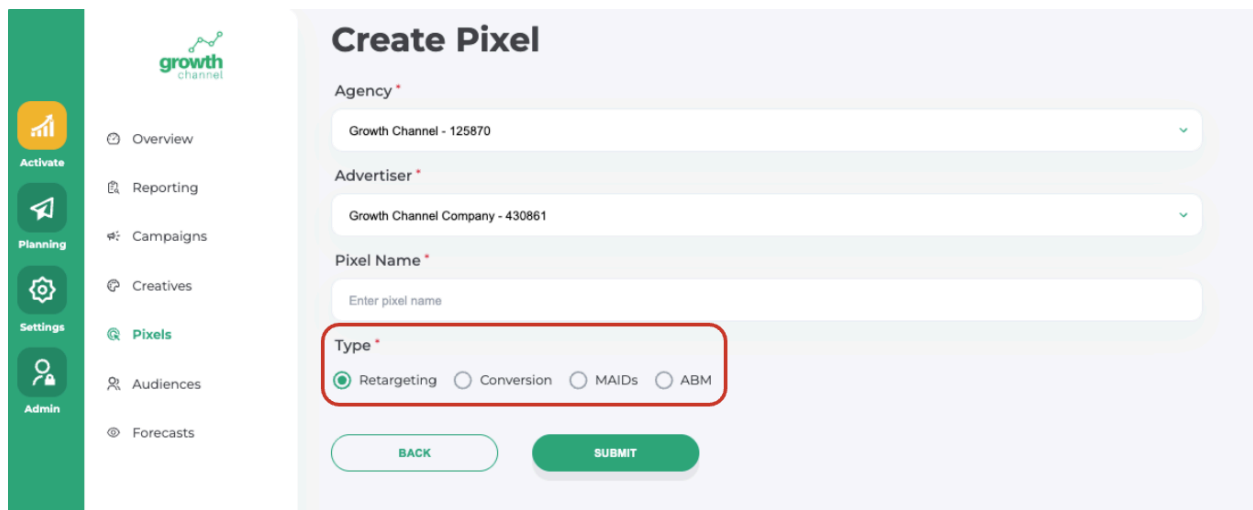 growth
channel
Activate
Planning
Settings
Admin
Overview
Reporting
Campaigns
Creatives
Pixels
Audiences
Forecasts
Create Pixel
Agency *
Growth Channel - 125870
Advertiser *
Growth Channel Company - 430861
Pixel Name *
Enter pixel name
Type *
Retargeting Conversion MAIDs ABM
BACK SUBMIT